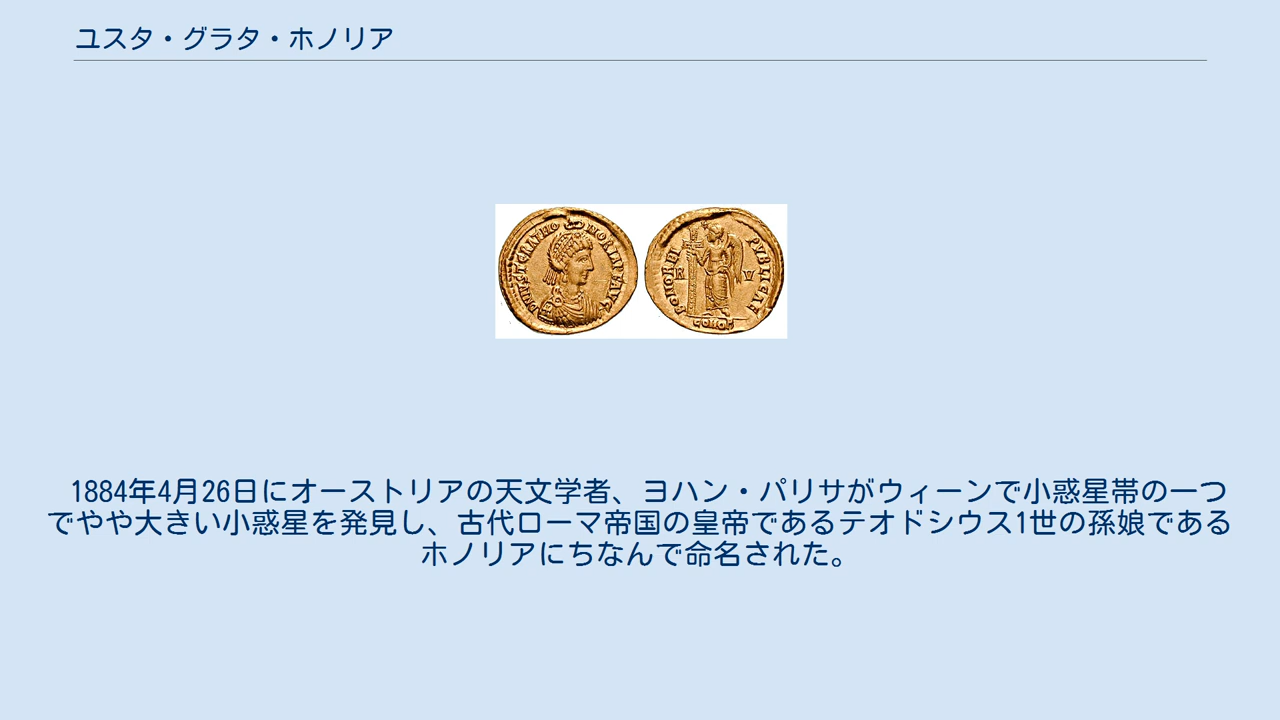 ユスタ・グラタ・ホノリア
DNIVSTGRATHO NORIAPFAVG
BONOREI PVBLICAE
R V
CONOB
1884年4月26日にオーストリアの天文学者、ヨハン・パリサがウィーンで小惑星帯の一つ
でやや大きい小惑星を発見し、古代ローマ帝国の皇帝であるテオドシウス1世の孫娘である
ホノリアにちなんで命名された。